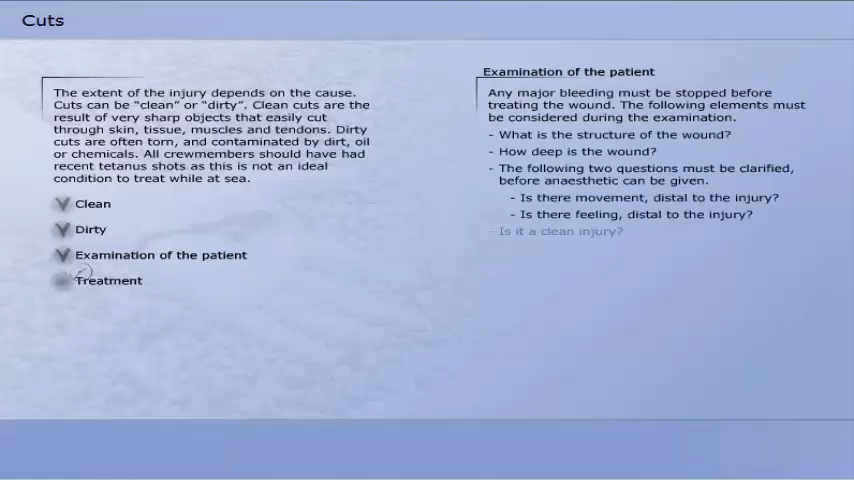 Cuts
The extent of the injury depends on the cause.
Cuts can be “clean” or “dirty”. Clean cuts are the
result of very sharp objects that easily cut
through skin, tissue, muscles and tendons. Dirty
cuts are often torn, and contaminated by dirt, oil
or chemicals. All crewmembers should have had
recent tetanus shots as this is not an ideal
condition to treat while at sea.
Clean
Dirty
Examination of the patient
Treatment
Examination of the patient
Any major bleeding must be stopped before
treating the wound. The following elements must
be considered during the examination.
- What is the structure of the wound?
- How deep is the wound?
- The following two questions must be clarified,
before anaesthetic can be given.
- Is there movement, distal to the injury?
- Is there feeling, distal to the injury?
- Is it a clean injury?